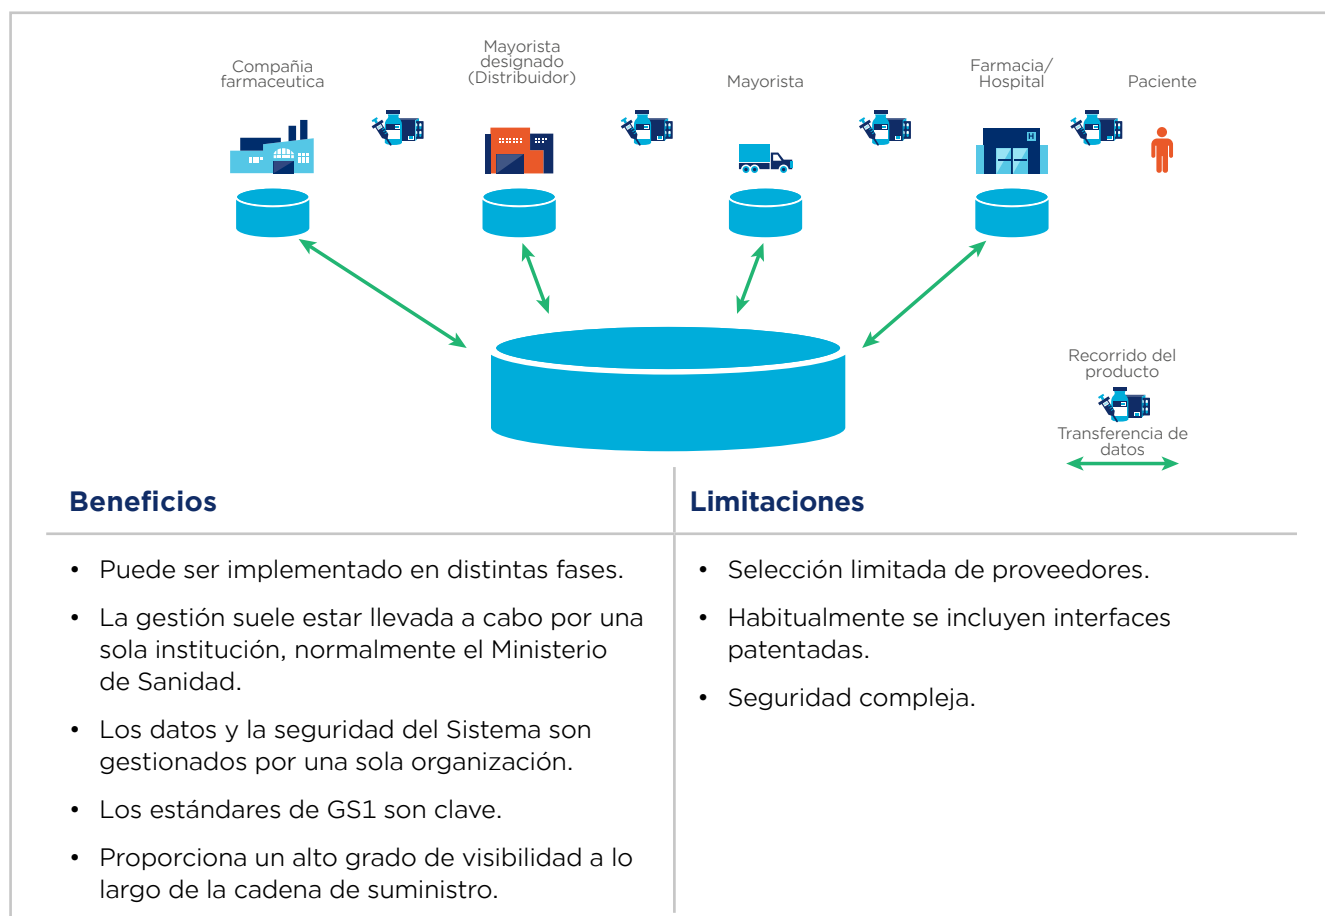 Compañia
farmaceutica
Mayorista
designado
(Distribuidor)
Mayorista
Farmacia/
Hospital
Paciente
H
Recorrido del
producto
Transferencia de
datos
Beneficios
Limitaciones
• Puede ser implementado en distintas fases.
• La gestión suele estar llevada a cabo por una
sola institución, normalmente el Ministerio
de Sanidad.
• Los datos y la seguridad del Sistema son
gestionados por una sola organización.
• Los estándares de GS1 son clave.
• Proporciona un alto grado de visibilidad a lo
largo de la cadena de suministro.
• Selección limitada de proveedores.
• Habitualmente se incluyen interfaces
patentadas.
• Seguridad compleja.